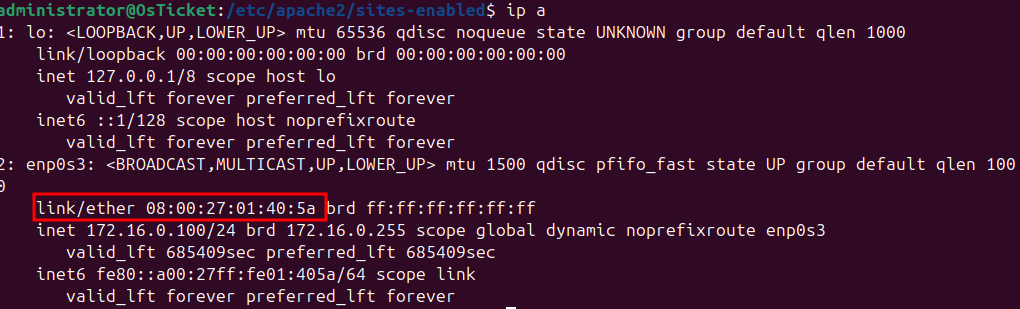 administrator@OsTicket:/etc/apache2/sites-enabled$ ip a
1: lo: <LOOPBACK,UP,LOWER_UP> mtu 65536 qdisc noqueue state UNKNOWN group default qlen 1000
    link/loopback 00:00:00:00:00:00 brd 00:00:00:00:00:00
    inet 127.0.0.1/8 scope host lo
       valid_lft forever preferred_lft forever
    inet6 ::1/128 scope host noprefixroute
       valid_lft forever preferred_lft forever
2: enp0s3: <BROADCAST,MULTICAST,UP,LOWER_UP> mtu 1500 qdisc pfifo_fast state UP group default qlen 100
0
    link/ether 08:00:27:01:40:5a brd ff:ff:ff:ff:ff:ff
    inet 172.16.0.100/24 brd 172.16.0.255 scope global dynamic noprefixroute enp0s3
       valid_lft 685409sec preferred_lft 685409sec
    inet6 fe80::a00:27ff:fe01:405a/64 scope link
       valid_lft forever preferred_lft forever